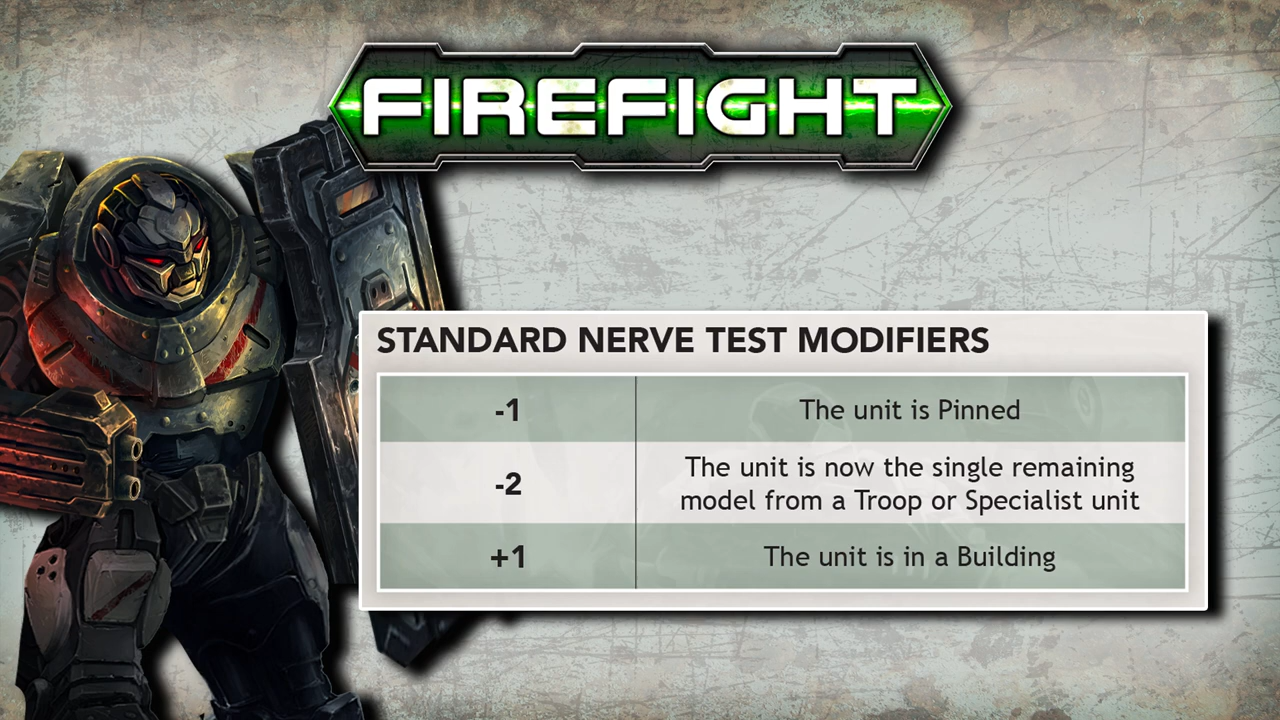 FIREFIGHT
STANDARD NERVE TEST MODIFIERS
-1 The unit is Pinned
-2 The unit is now the single remaining
model from a Troop or Specialist unit
+1 The unit is in a Building